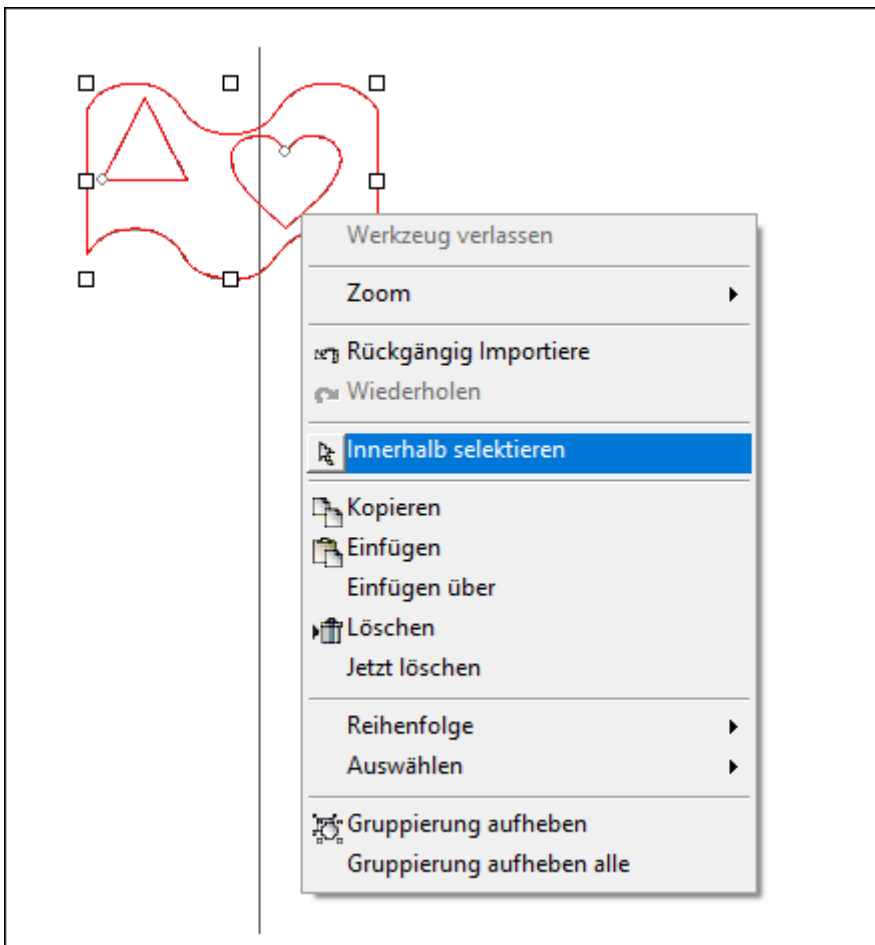 Werkzeug verlassen
Zoom
Rückgängig Importiere
Wiederholen
Innerhalb selektieren
Kopieren
Einfügen
Einfügen über
Löschen
Jetzt löschen
Reihenfolge
Auswählen
Gruppierung aufheben
Gruppierung aufheben alle